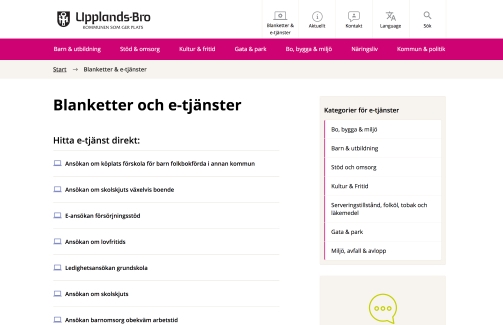 Upplands-Bro
KOMMUNEN SOM GER PLATS
Blanketter &
e-tjänster
Aktuellt
Kontakt
Language
Sök
Barn & utbildning
Stöd & omsorg
Kultur & fritid
Gata & park
Bo, bygga & miljö
Näringsliv
Kommun & politik
Start → Blanketter & e-tjänster
Blanketter och e-tjänster
Hitta e-tjänst direkt:
Ansökan om köplats förskola för barn folkbokförda i annan kommun
Ansökan om skolskjuts växelvis boende
E-ansökan försörjningsstöd
Ansökan om lovfritids
Ledighetsansökan grundskola
Ansökan om skolskjuts
Ansökan barnomsorg obekväm arbetstid
Kategorier för e-tjänster
Bo, bygga & miljö
Barn & utbildning
Stöd och omsorg
Kultur & Fritid
Serveringstillstånd, folköl, tobak och
läkemedel
Gata & park
Miljö, avfall & avlopp